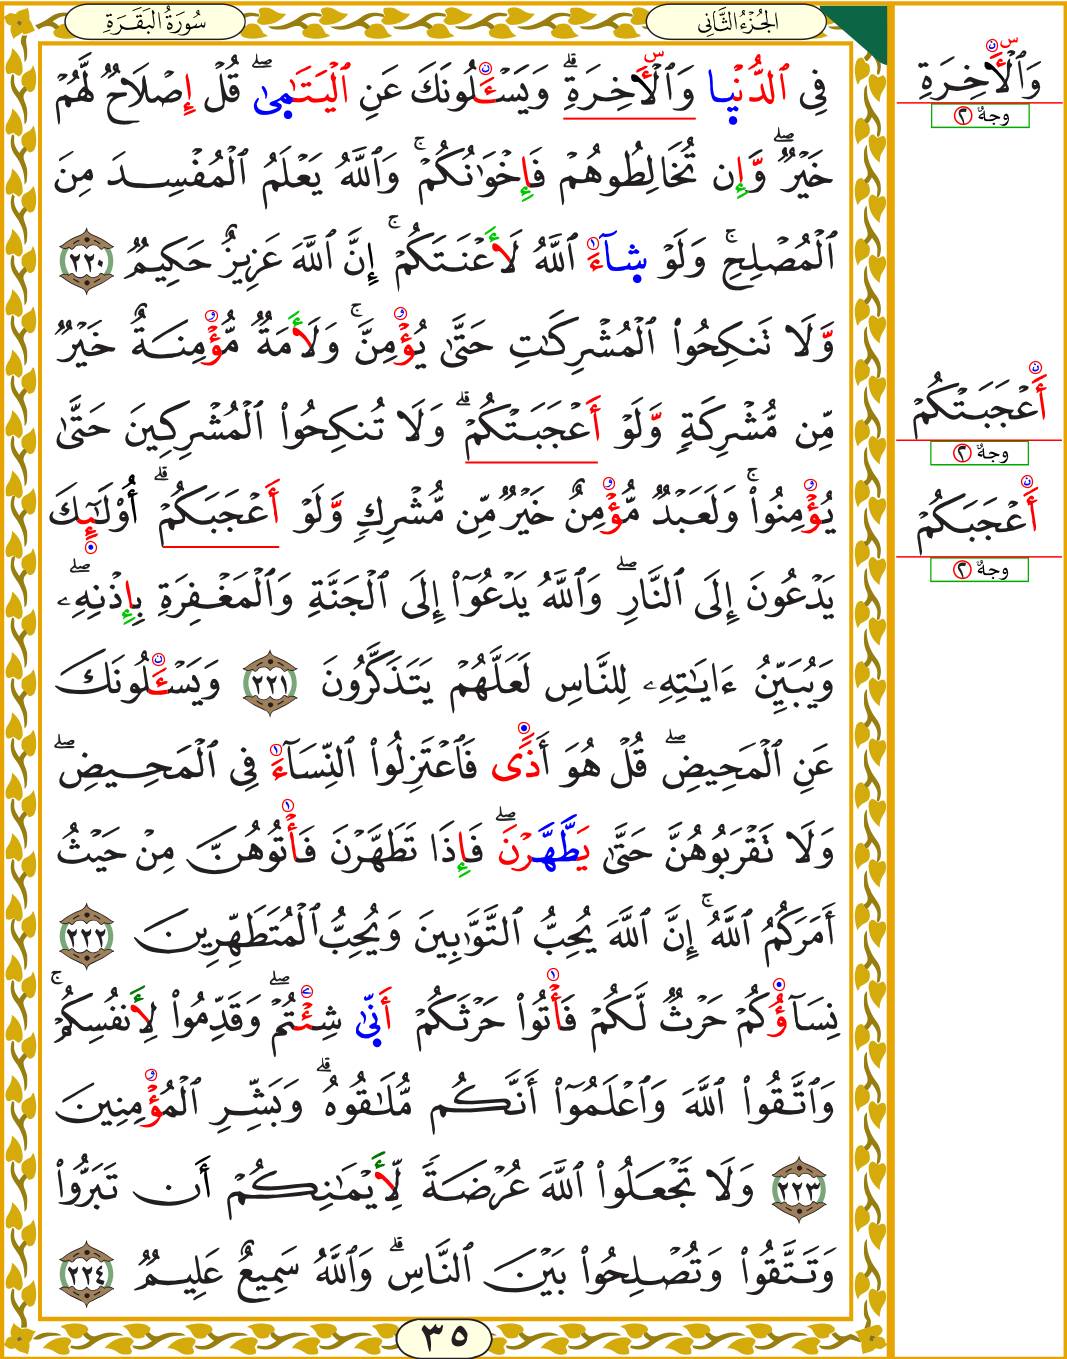 سُورَةُ البَقَرَةِ
الجُزْءُ الثَّانِي
فِي ٱلدُّنۡيَا وَٱلۡأٓخِرَةِۗ وَيَسۡـَٔلُونَكَ عَنِ ٱلۡيَتَٰمَىٰۖ قُلۡ إِصۡلَاحٞ لَّهُمۡ
خَيۡرٞۖ وَإِن تُخَالِطُوهُمۡ فَإِخۡوَٰنُكُمۡۚ وَٱللَّهُ يَعۡلَمُ ٱلۡمُفۡسِدَ مِنَ
ٱلۡمُصۡلِحِۚ وَلَوۡ شَآءَ ٱللَّهُ لَأَعۡنَتَكُمۡۚ إِنَّ ٱللَّهَ عَزِيزٌ حَكِيمٞ ٢٢٠
وَلَا تَنكِحُواْ ٱلۡمُشۡرِكَٰتِ حَتَّىٰ يُؤۡمِنَّۚ وَلَأَمَةٞ مُّؤۡمِنَةٌ خَيۡرٞ
مِّن مُّشۡرِكَةٖ وَلَوۡ أَعۡجَبَتۡكُمۡۗ وَلَا تُنكِحُواْ ٱلۡمُشۡرِكِينَ حَتَّىٰ
يُؤۡمِنُواْۚ وَلَعَبۡدٞ مُّؤۡمِنٌ خَيۡرٞ مِّن مُّشۡرِكٖ وَلَوۡ أَعۡجَبَكُمۡۗ أُوْلَٰٓئِكَ
يَدۡعُونَ إِلَى ٱلنَّارِۖ وَٱللَّهُ يَدۡعُوٓاْ إِلَى ٱلۡجَنَّةِ وَٱلۡمَغۡفِرَةِ بِإِذۡنِهِۦۖ
وَيُبَيِّنُ ءَايَٰتِهِۦ لِلنَّاسِ لَعَلَّهُمۡ يَتَذَكَّرُونَ ٢٢١ وَيَسۡـَٔلُونَكَ
عَنِ ٱلۡمَحِيضِۖ قُلۡ هُوَ أَذٗى فَٱعۡتَزِلُواْ ٱلنِّسَآءَ فِي ٱلۡمَحِيضِۖ
وَلَا تَقۡرَبُوهُنَّ حَتَّىٰ يَطَّهَّرۡنَۖ فَإِذَا تَطَهَّرۡنَ فَأۡتُوهُنَّ مِنۡ حَيۡثُ
أَمَرَكُمُ ٱللَّهُۚ إِنَّ ٱللَّهَ يُحِبُّ ٱلتَّوَّٰبِينَ وَيُحِبُّ ٱلۡمُتَطَهِّرِينَ ٢٢٢
نِسَآؤُكُمۡ حَرۡثٞ لَّكُمۡ فَأۡتُواْ حَرۡثَكُمۡ أَنَّىٰ شِئۡتُمۡۖ وَقَدِّمُواْ لِأَنفُسِكُمۡۚ
وَٱتَّقُواْ ٱللَّهَ وَٱعۡلَمُوٓاْ أَنَّكُم مُّلَٰقُوهُۗ وَبَشِّرِ ٱلۡمُؤۡمِنِينَ
٢٢٣ وَلَا تَجۡعَلُواْ ٱللَّهَ عُرۡضَةٗ لِّأَيۡمَٰنِكُمۡ أَن تَبَرُّواْ
وَتَتَّقُواْ وَتُصۡلِحُواْ بَيۡنَ ٱلنَّاسِۚ وَٱللَّهُ سَمِيعٌ عَلِيمٞ ٢٢٤
٣٥
وَٱلۡأٓخِرَةِ
وجهٌ ٢
أَعۡجَبَتۡكُمۡ
وجهٌ ٢
أَعۡجَبَكُمۡ
وجهٌ ٢